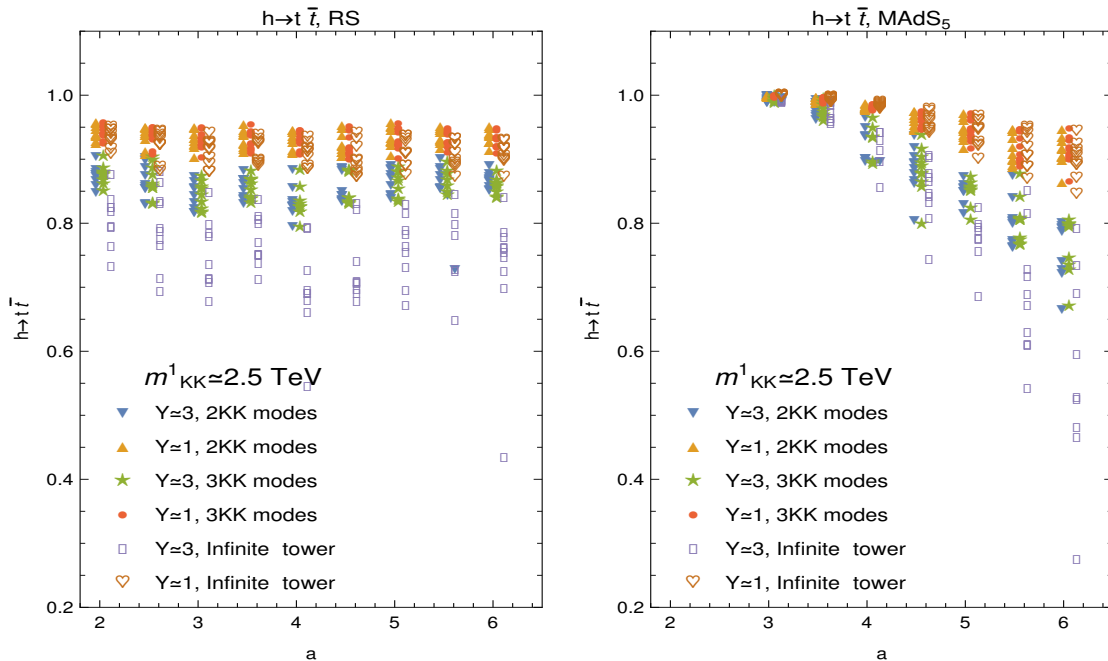 h→t t̄, RS
h→t t̄
1.0
0.8
0.6
0.4
0.2
m¹KK≃2.5 TeV
Y≃3, 2KK modes
Y≃1, 2KK modes
Y≃3, 3KK modes
Y≃1, 3KK modes
Y≃3, Infinite tower
Y≃1, Infinite tower
2 3 4 5 6
a
h→t t̄, MAdS₅
h→t t̄
1.0
0.8
0.6
0.4
0.2
m¹KK≃2.5 TeV
Y≃3, 2KK modes
Y≃1, 2KK modes
Y≃3, 3KK modes
Y≃1, 3KK modes
Y≃3, Infinite tower
Y≃1, Infinite tower
2 3 4 5 6
a